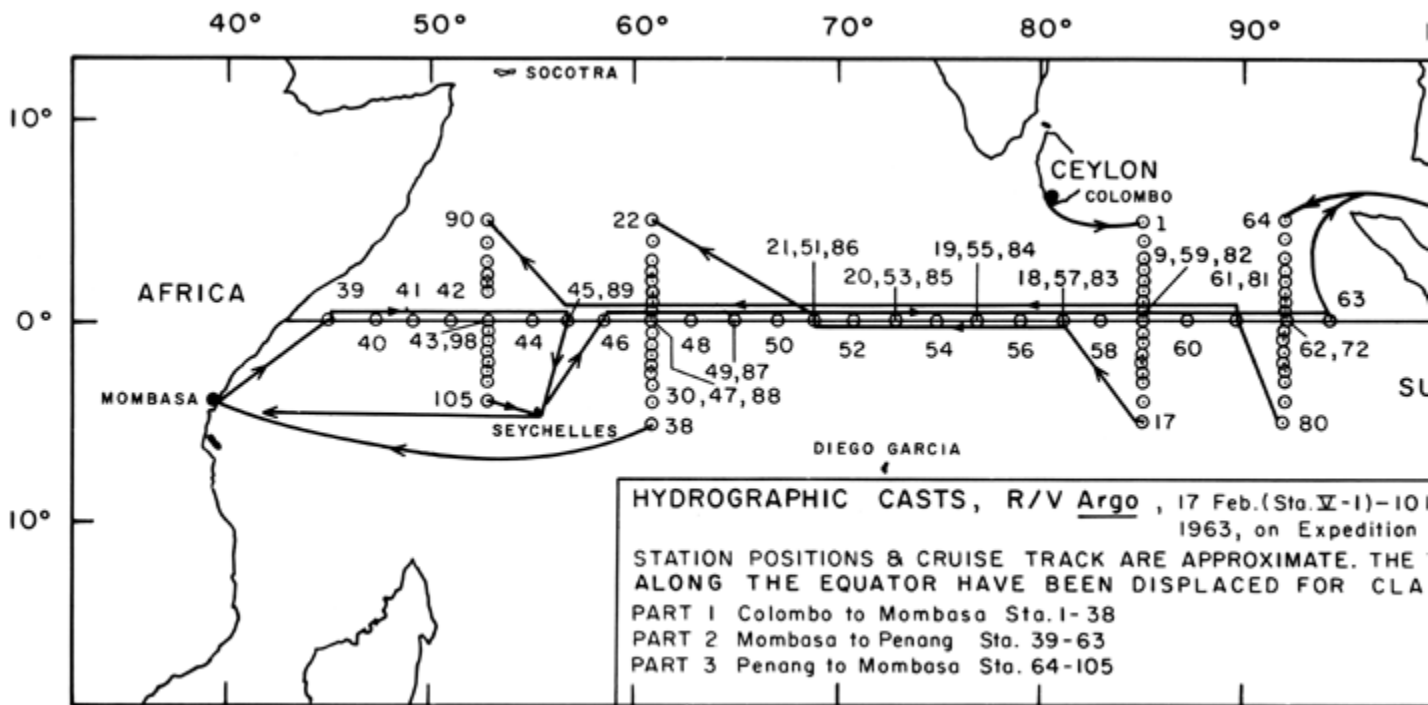 40° 50° 60° 70° 80° 90°
SOCOTRA
10°
CEYLON
COLOMBO
90 22 1 64
21,51,86 19,55,84 9,59,82
20,53,85 18,57,83 61,81
AFRICA 39 41 42 45,89 63
0°
40 43,98 44 46 48 50 52 54 56 58 60 62,72
49,87
MOMBASA 105 30,47,88 SU
SEYCHELLES 38 17 80
DIEGO GARCIA
10°
HYDROGRAPHIC CASTS, R/V Argo, 17 Feb.(Sta.V-1)-10
1963, on Expedition
STATION POSITIONS & CRUISE TRACK ARE APPROXIMATE. THE
ALONG THE EQUATOR HAVE BEEN DISPLACED FOR CLA
PART 1 Colombo to Mombasa Sta. 1-38
PART 2 Mombasa to Penang Sta. 39-63
PART 3 Penang to Mombasa Sta. 64-105